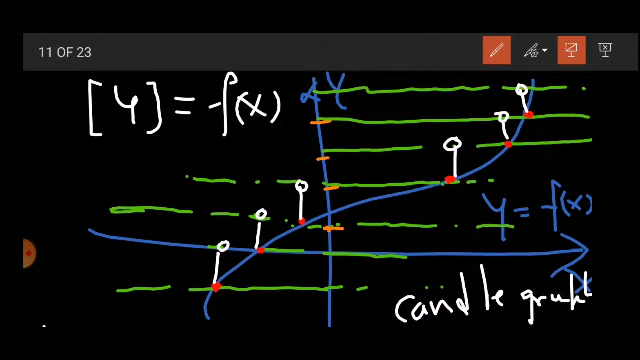 11 OF 23
[Y] = f(x)
Y
Y = f(x)
X
candle graph